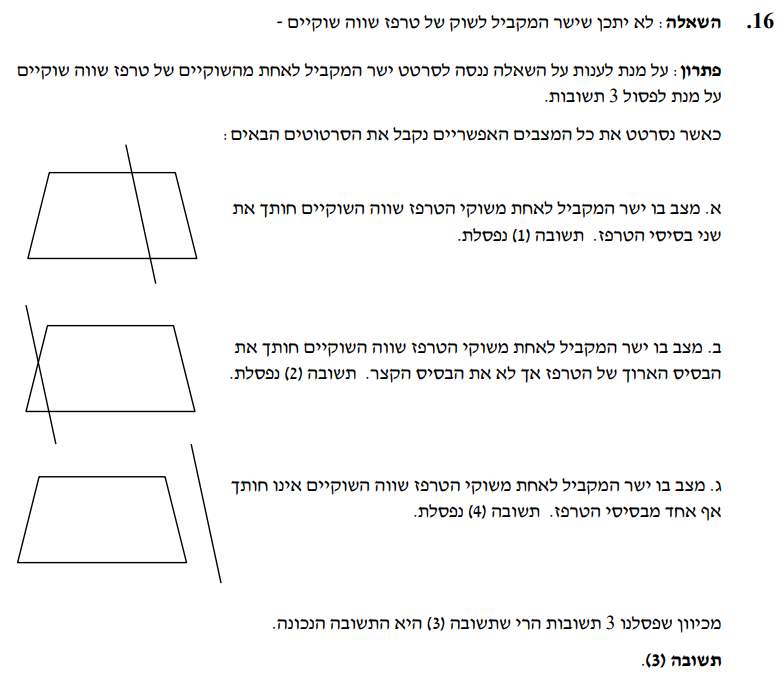 16. השאלה: לא יתכן שישר המקביל לשוק של טרפז שווה שוקיים -
פתרון: על מנת לענות על השאלה ננסה לסרטט ישר המקביל לאחת מהשוקיים של טרפז שווה שוקיים
על מנת לפסול 3 תשובות.
כאשר נסרטט את כל המצבים האפשריים נקבל את הסרטוטים הבאים:
א. מצב בו ישר המקביל לאחת משוקי הטרפז שווה השוקיים חותך את
שני בסיסי הטרפז. תשובה (1) נפסלת.
ב. מצב בו ישר המקביל לאחת משוקי הטרפז שווה השוקיים חותך את
הבסיס הארוך של הטרפז אך לא את הבסיס הקצר. תשובה (2) נפסלת.
ג. מצב בו ישר המקביל לאחת משוקי הטרפז שווה השוקיים אינו חותך
אף אחד מבסיסי הטרפז. תשובה (4) נפסלת.
מכיוון שפסלנו 3 תשובות הרי שתשובה (3) היא התשובה הנכונה.
תשובה (3).